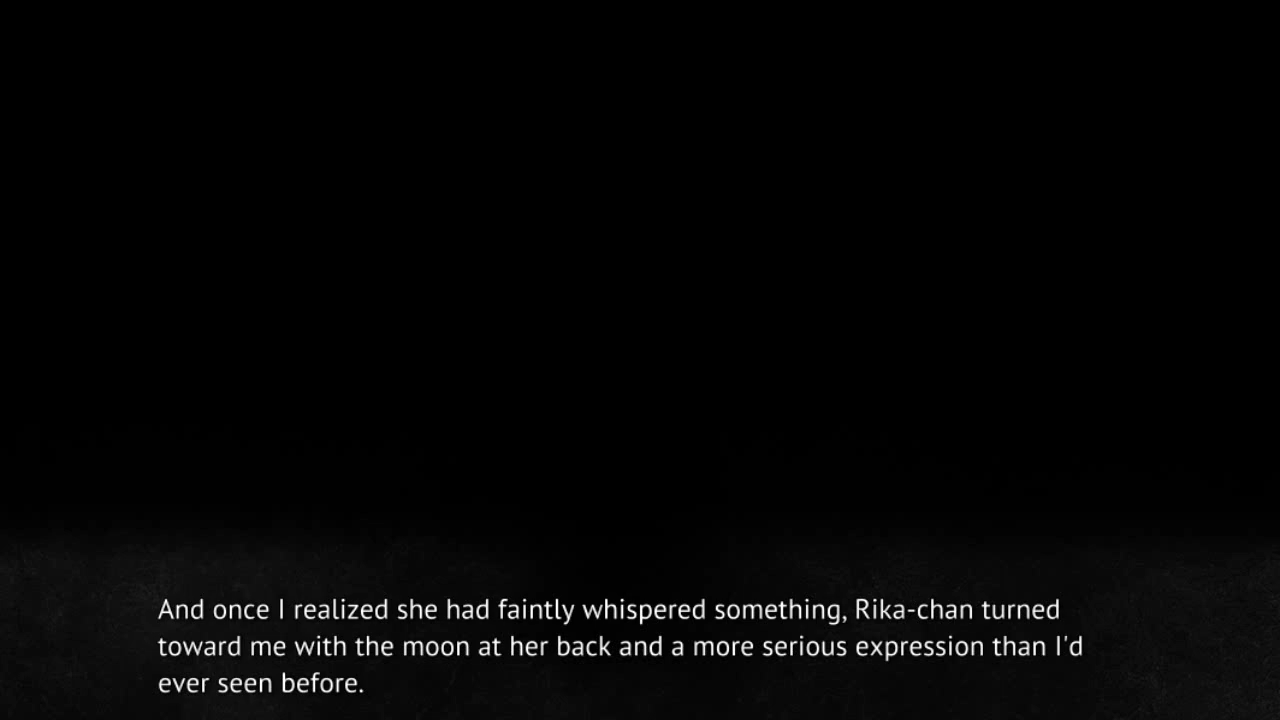 And once I realized she had faintly whispered something, Rika-chan turned
toward me with the moon at her back and a more serious expression than I'd
ever seen before.